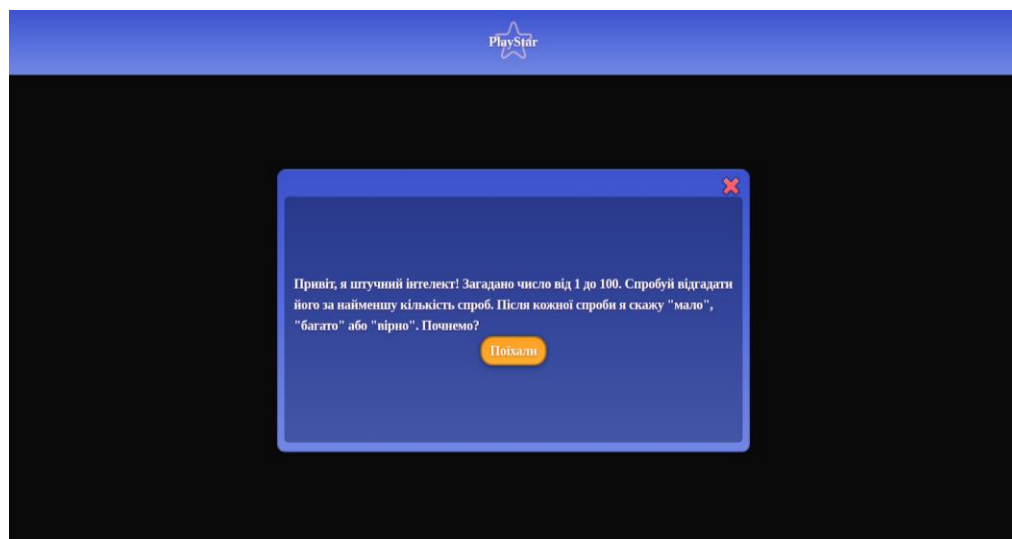 PlayStar
Привіт, я штучний інтелект! Загадано число від 1 до 100. Спробуй відгадати
його за найменшу кількість спроб. Після кожної спроби я скажу "мало",
"багато" або "вірно". Почнемо?
Поїхали